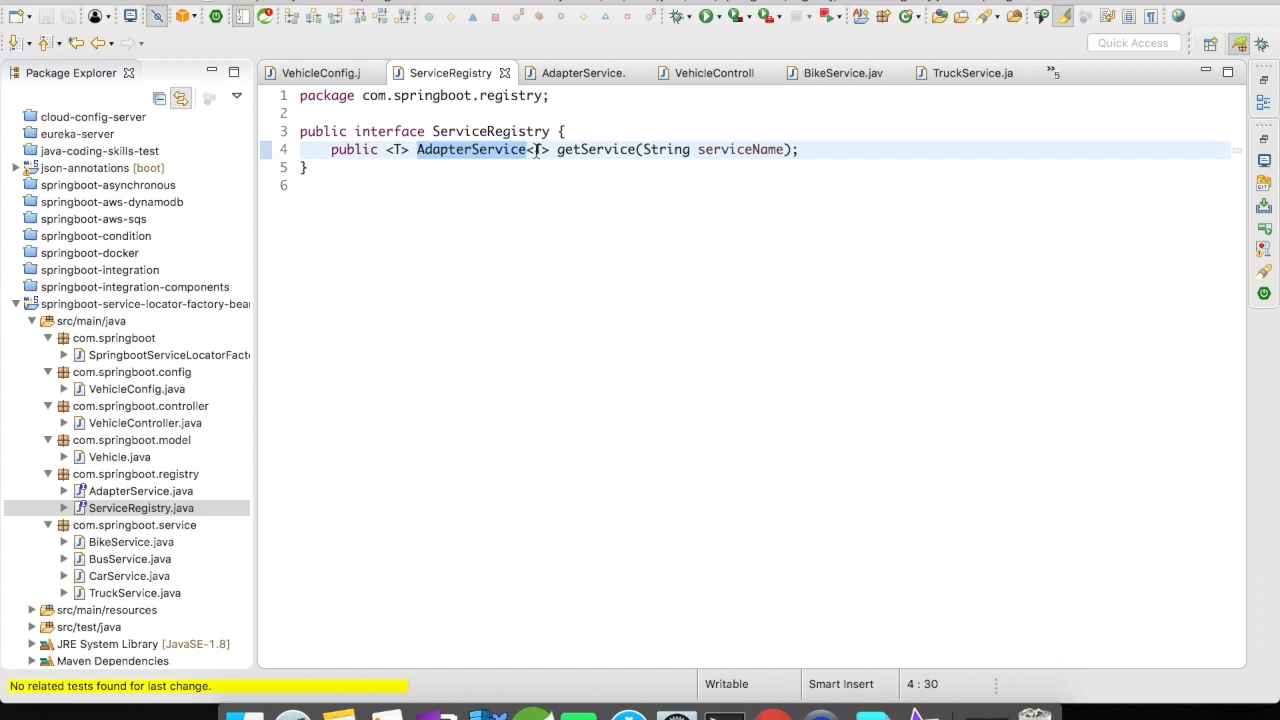 Quick Access
Package Explorer
VehicleConfig.j
ServiceRegistry
AdapterService.
VehicleControll
BikeService.jav
TruckService.ja
»5
cloud-config-server
eureka-server
java-coding-skills-test
json-annotations [boot]
springboot-asynchronous
springboot-aws-dynamodb
springboot-aws-sqs
springboot-condition
springboot-docker
springboot-integration
springboot-integration-components
springboot-service-locator-factory-bea
src/main/java
com.springboot
SpringbootServiceLocatorFact
com.springboot.config
VehicleConfig.java
com.springboot.controller
VehicleController.java
com.springboot.model
Vehicle.java
com.springboot.registry
AdapterService.java
ServiceRegistry.java
com.springboot.service
BikeService.java
BusService.java
CarService.java
TruckService.java
src/main/resources
src/test/java
JRE System Library [JavaSE-1.8]
Maven Dependencies
1 package com.springboot.registry;
2
3 public interface ServiceRegistry {
4 public <T> AdapterService<T> getService(String serviceName);
5 }
6
No related tests found for last change.
Writable
Smart Insert
4 : 30